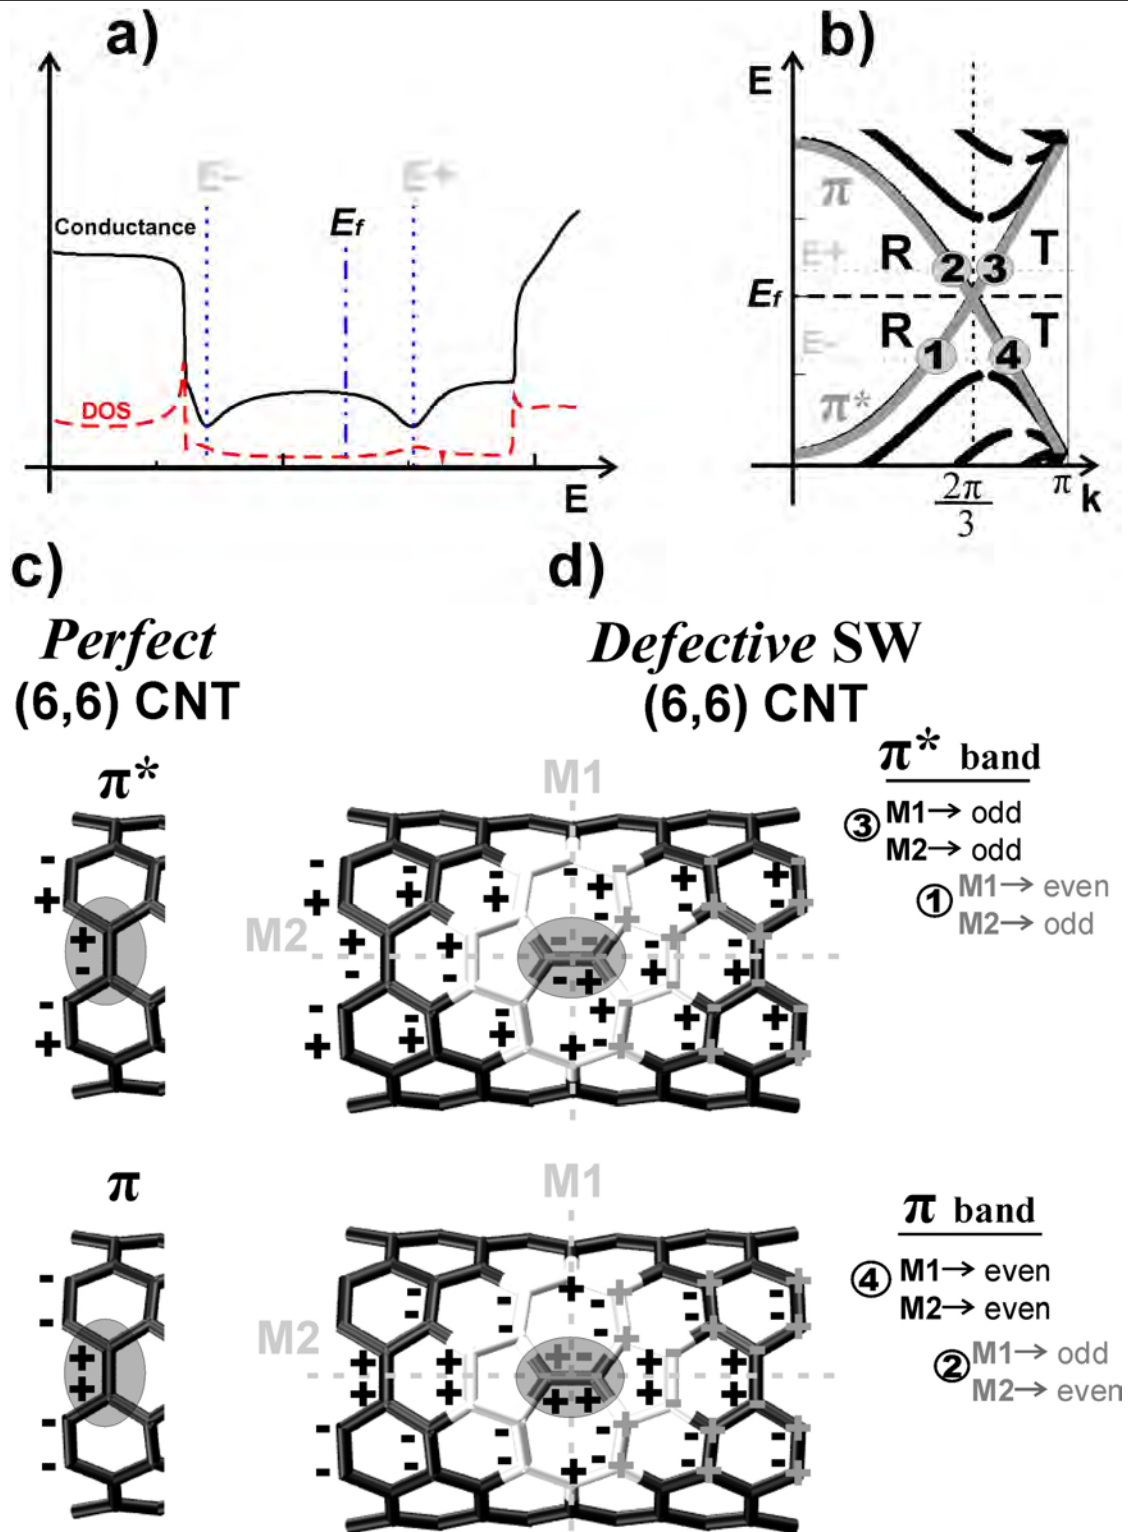 a)
E-
E+
Conductance
Ef
DOS
E
b)
E
π
E+
R
2
3
T
Ef
E-
R
1
4
T
π*
2π
3
π
k
c)
d)
Perfect
(6,6) CNT
Defective SW
(6,6) CNT
π*
M1
M2
π* band
③ M1→ odd
M2→ odd
① M1→ even
M2→ odd
π
M1
M2
π band
④ M1→ even
M2→ even
② M1→ odd
M2→ even